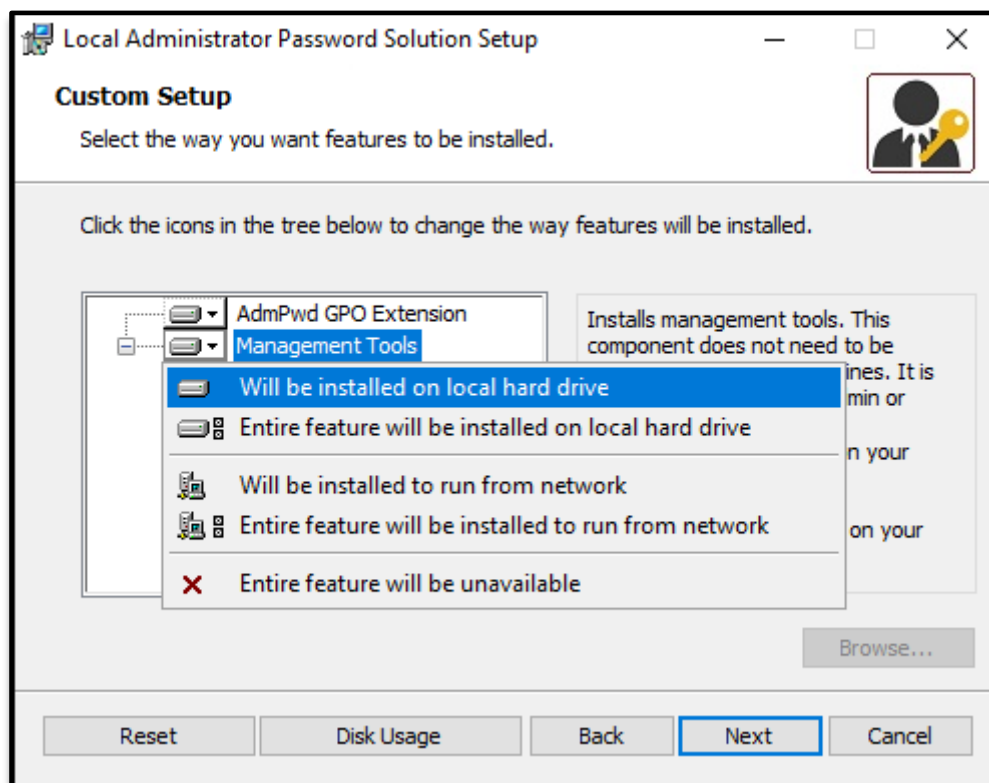 Local Administrator Password Solution Setup
Custom Setup
Select the way you want features to be installed.
Click the icons in the tree below to change the way features will be installed.
AdmPwd GPO Extension
Management Tools
Installs management tools. This
component does not need to be
ines. It is
min or
n your
on your
Will be installed on local hard drive
Entire feature will be installed on local hard drive
Will be installed to run from network
Entire feature will be installed to run from network
Entire feature will be unavailable
Browse...
Reset
Disk Usage
Back
Next
Cancel